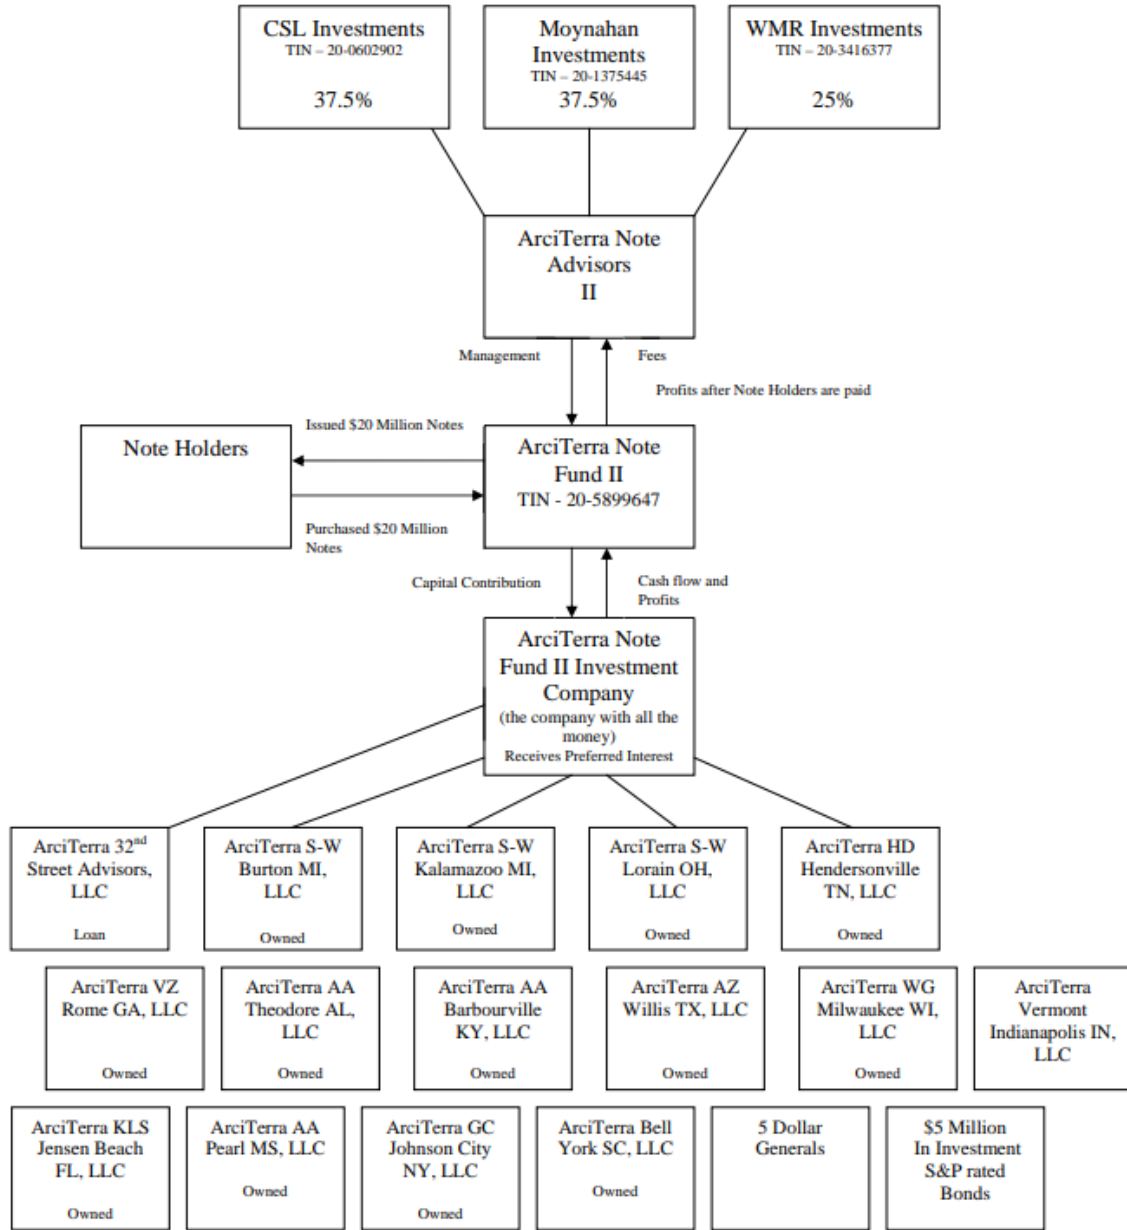 CSL Investments
TIN – 20-0602902
37.5%
Moynahan
Investments
TIN – 20-1375445
37.5%
WMR Investments
TIN – 20-3416377
25%
ArciTerra Note
Advisors
II
Management
Fees
Profits after Note Holders are paid
Issued $20 Million Notes
Note Holders
ArciTerra Note
Fund II
TIN - 20-5899647
Purchased $20 Million
Notes
Capital Contribution
Cash flow and
Profits
ArciTerra Note
Fund II Investment
Company
(the company with all the
money)
Receives Preferred Interest
ArciTerra 32nd
Street Advisors,
LLC
Loan
ArciTerra S-W
Burton MI,
LLC
Owned
ArciTerra S-W
Kalamazoo MI,
LLC
Owned
ArciTerra S-W
Lorain OH,
LLC
Owned
ArciTerra HD
Hendersonville
TN, LLC
Owned
ArciTerra VZ
Rome GA, LLC
Owned
ArciTerra AA
Theodore AL,
LLC
Owned
ArciTerra AA
Barbourville
KY, LLC
Owned
ArciTerra AZ
Willis TX, LLC
Owned
ArciTerra WG
Milwaukee WI,
LLC
Owned
ArciTerra
Vermont
Indianapolis IN,
LLC
ArciTerra KLS
Jensen Beach
FL, LLC
Owned
ArciTerra AA
Pearl MS, LLC
Owned
ArciTerra GC
Johnson City
NY, LLC
Owned
ArciTerra Bell
York SC, LLC
Owned
5 Dollar
Generals
$5 Million
In Investment
S&P rated
Bonds